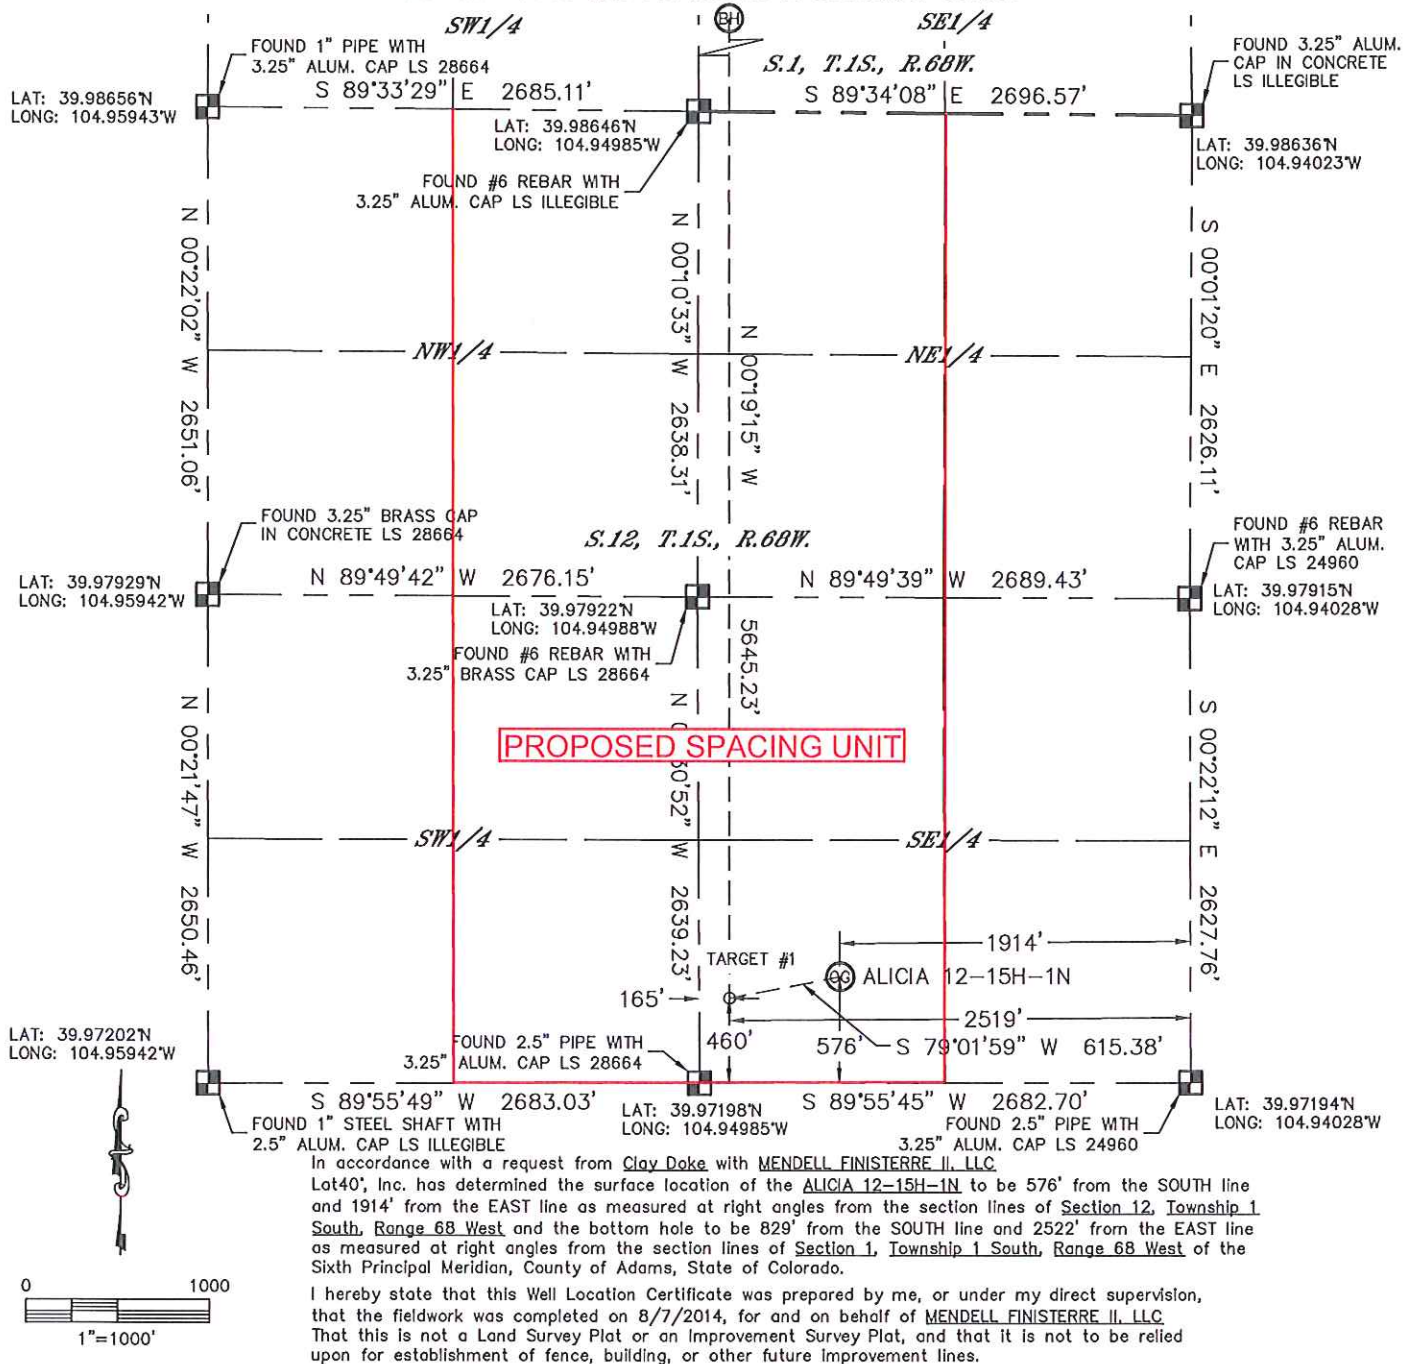 BH
SW1/4
SE1/4
FOUND 1" PIPE WITH
3.25" ALUM. CAP LS 28664
S.1, T.1S., R.68W.
FOUND 3.25" ALUM.
CAP IN CONCRETE
LS ILLEGIBLE
LAT: 39.98656°N
LONG: 104.95943°W
S 89°33'29" E 2685.11'
S 89°34'08" E 2696.57'
LAT: 39.98646°N
LONG: 104.94985°W
LAT: 39.98636°N
LONG: 104.94023°W
FOUND #6 REBAR WITH
3.25" ALUM. CAP LS ILLEGIBLE
N 00°22'02" W 2651.06'
N 00°10'33" W 2638.31'
N 00°19'15" W 5645.23'
S 00°01'20" E 2626.11'
NW1/4
NE1/4
FOUND 3.25" BRASS CAP
IN CONCRETE LS 28664
S.12, T.1S., R.68W.
FOUND #6 REBAR
WITH 3.25" ALUM.
CAP LS 24960
LAT: 39.97929°N
LONG: 104.95942°W
N 89°49'42" W 2676.15'
N 89°49'39" W 2689.43'
LAT: 39.97922°N
LONG: 104.94988°W
LAT: 39.97915°N
LONG: 104.94028°W
FOUND #6 REBAR WITH
3.25" BRASS CAP LS 28664
PROPOSED SPACING UNIT
N 00°21'47" W 2650.46'
30'52" W 2639.23'
S 00°22'12" E 2627.76'
SW1/4
SE1/4
1914'
TARGET #1
OG ALICIA 12-15H-1N
165'
2519'
460'
576'
S 79°01'59" W 615.38'
FOUND 2.5" PIPE WITH
3.25" ALUM. CAP LS 28664
LAT: 39.97202°N
LONG: 104.95942°W
S 89°55'49" W 2683.03'
S 89°55'45" W 2682.70'
LAT: 39.97198°N
LONG: 104.94985°W
LAT: 39.97194°N
LONG: 104.94028°W
FOUND 1" STEEL SHAFT WITH
2.5" ALUM. CAP LS ILLEGIBLE
FOUND 2.5" PIPE WITH
3.25" ALUM. CAP LS 24960
In accordance with a request from Clay Doke with MENDELL FINISTERRE II, LLC
Lat40°, Inc. has determined the surface location of the ALICIA 12-15H-1N to be 576' from the SOUTH line
and 1914' from the EAST line as measured at right angles from the section lines of Section 12, Township 1
South, Range 68 West and the bottom hole to be 829' from the SOUTH line and 2522' from the EAST line
as measured at right angles from the section lines of Section 1, Township 1 South, Range 68 West of the
Sixth Principal Meridian, County of Adams, State of Colorado.
I hereby state that this Well Location Certificate was prepared by me, or under my direct supervision,
that the fieldwork was completed on 8/7/2014, for and on behalf of MENDELL FINISTERRE II, LLC
That this is not a Land Survey Plat or an Improvement Survey Plat, and that it is not to be relied
upon for establishment of fence, building, or other future improvement lines.
0 1000
1"=1000'